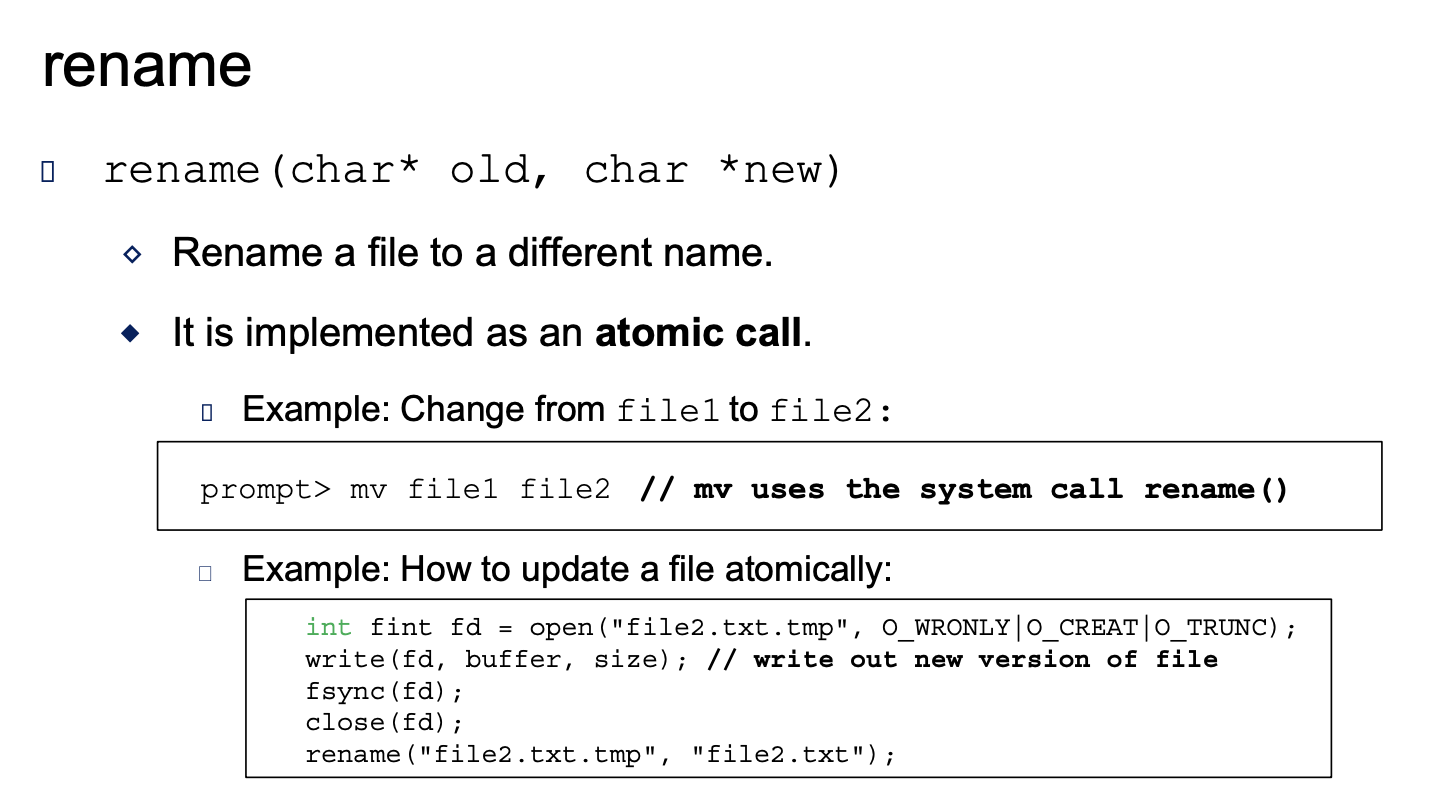 rename
rename(char* old, char *new)
Rename a file to a different name.
It is implemented as an atomic call.
Example: Change from file1 to file2:
prompt> mv file1 file2 // mv uses the system call rename()
Example: How to update a file atomically:
int fint fd = open("file2.txt.tmp", O_WRONLY|O_CREAT|O_TRUNC);
write(fd, buffer, size); // write out new version of file
fsync(fd);
close(fd);
rename("file2.txt.tmp", "file2.txt");